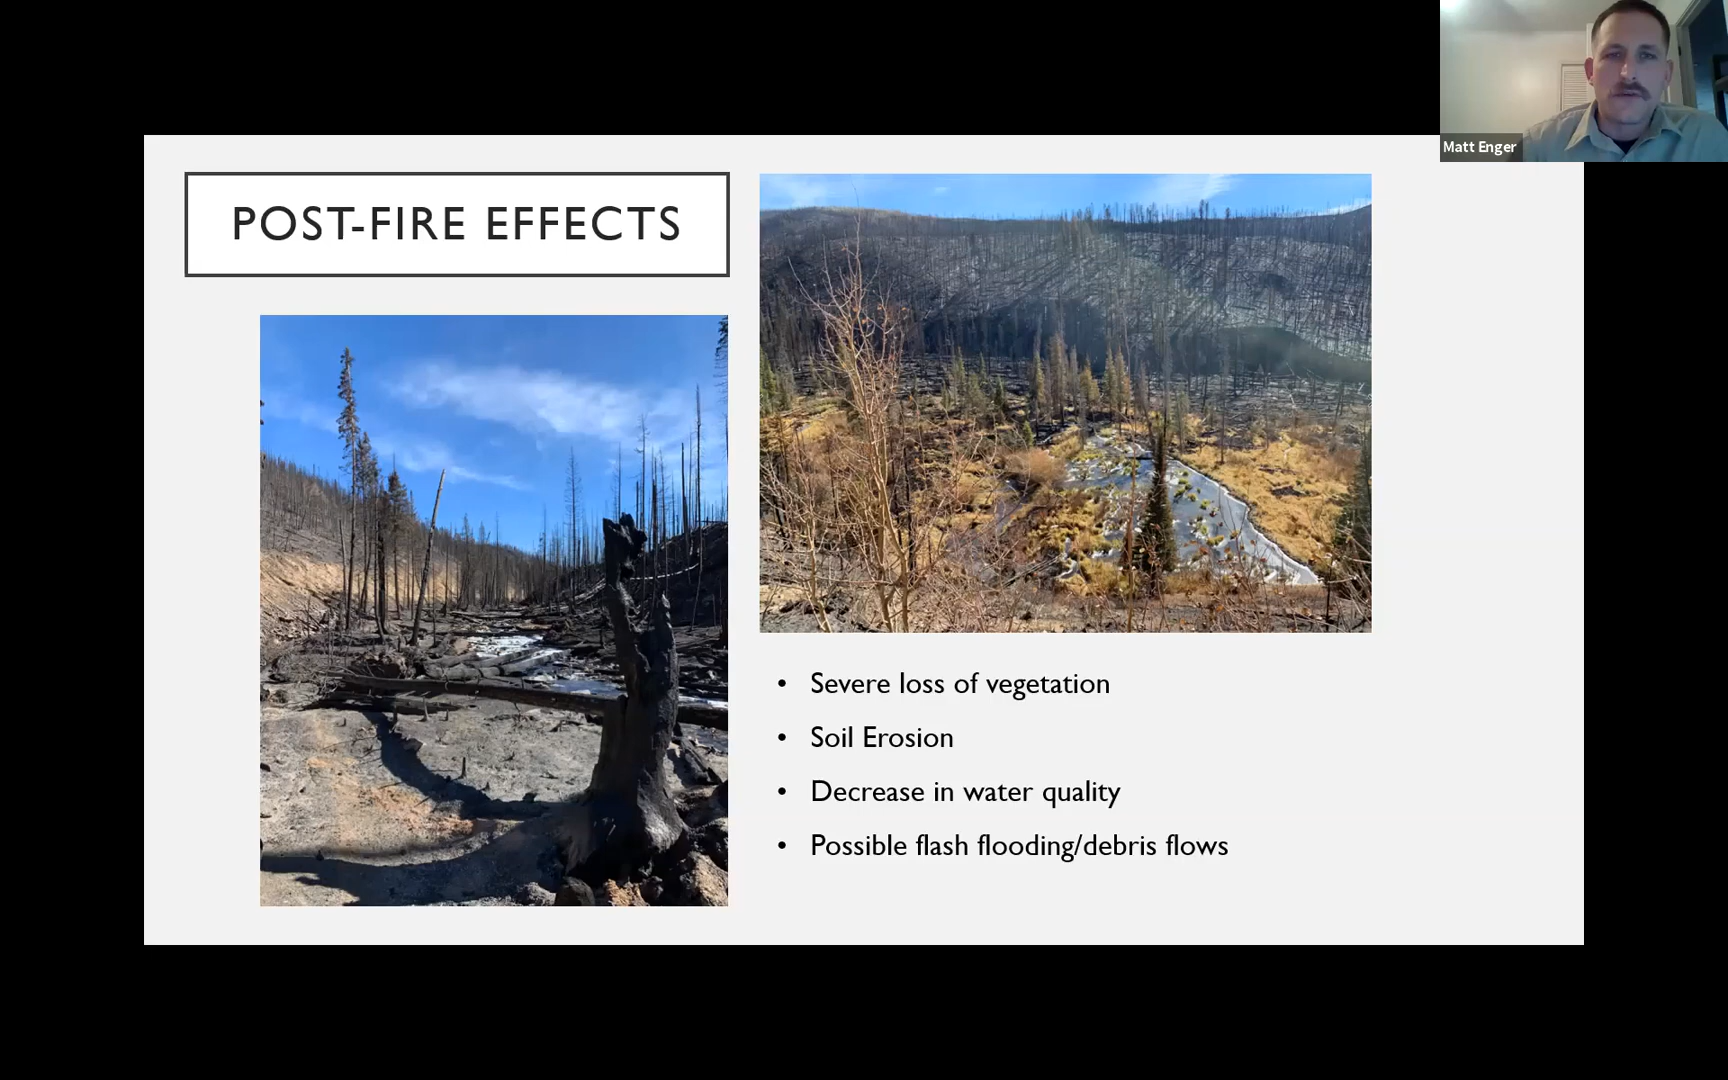 Matt Enger
POST-FIRE EFFECTS
• Severe loss of vegetation
• Soil Erosion
• Decrease in water quality
• Possible flash flooding/debris flows